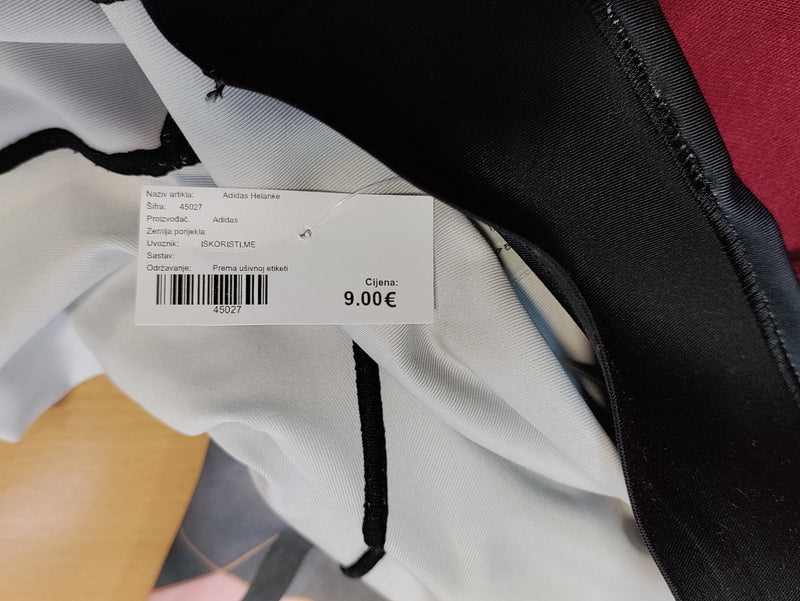 Naziv artikla: Adidas Helanke
Šifra: 45027
Proizvođač. Adidas
Zemlja porijekla:
Uvoznik: ISKORISTI.ME
Sastav:
Održavanje: Prema ušivnoj etiketi
45027
Cijena:
9.00€